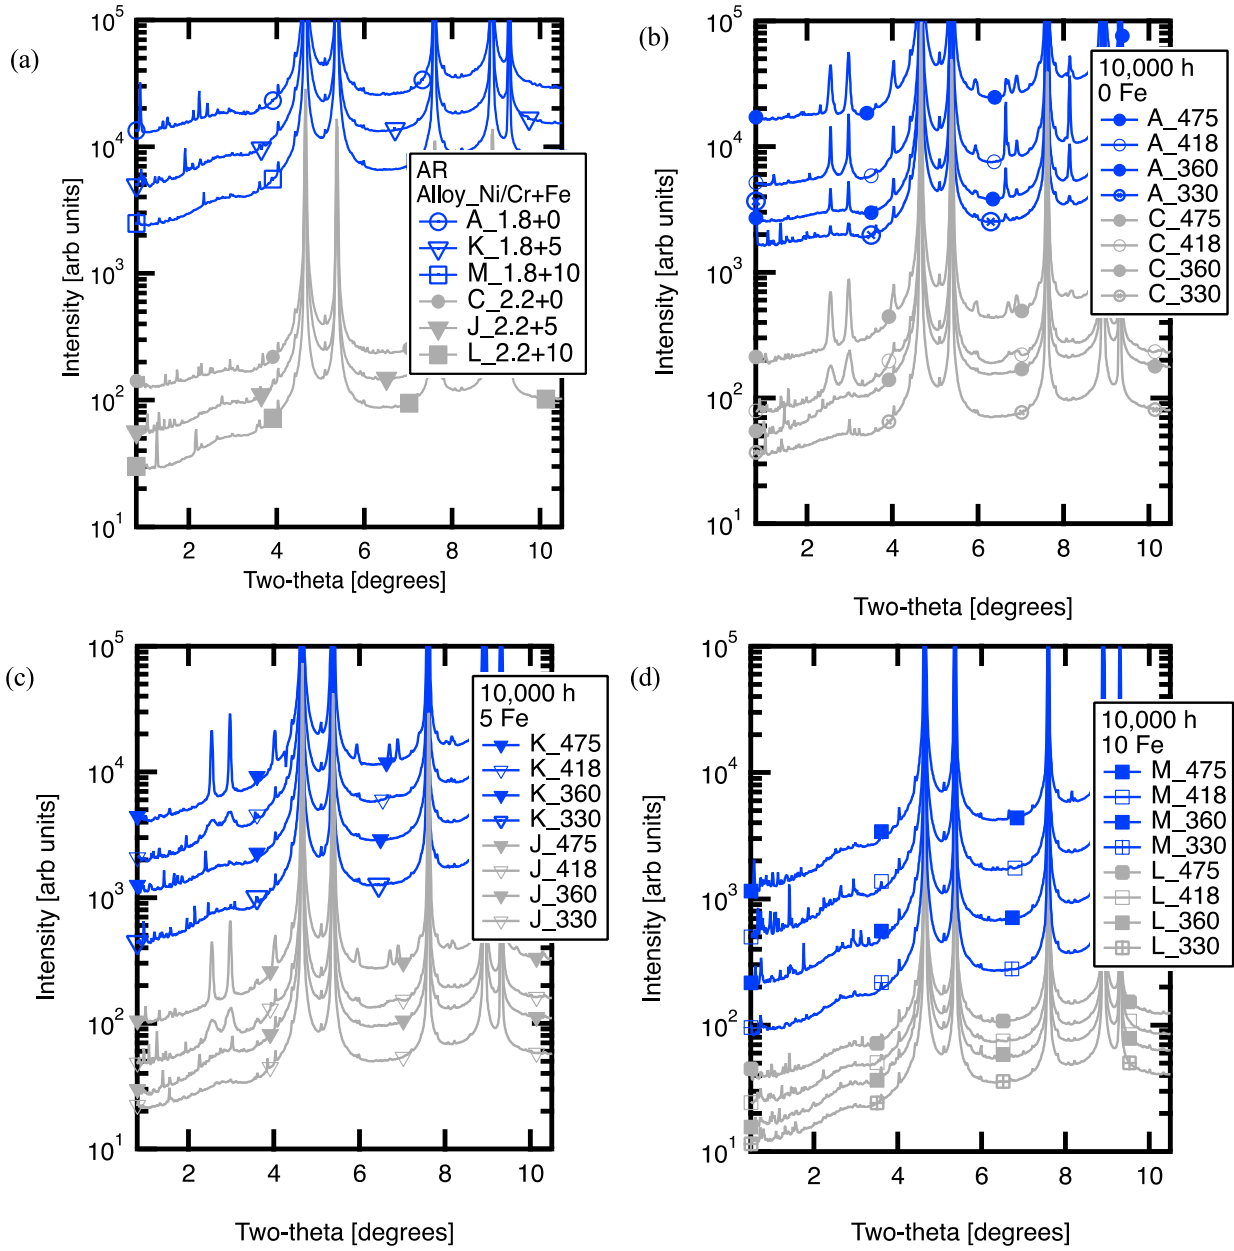 (a)
10^5
10^4
10^3
10^2
10^1
Intensity [arb units]
2 4 6 8 10
Two-theta [degrees]
AR
Alloy_Ni/Cr+Fe
A_1.8+0
K_1.8+5
M_1.8+10
C_2.2+0
J_2.2+5
L_2.2+10
(b)
10^5
10^4
10^3
10^2
10^1
Intensity [arb units]
2 4 6 8 10
Two-theta [degrees]
10,000 h
0 Fe
A_475
A_418
A_360
A_330
C_475
C_418
C_360
C_330
(c)
10^5
10^4
10^3
10^2
10^1
Intensity [arb units]
2 4 6 8 10
Two-theta [degrees]
10,000 h
5 Fe
K_475
K_418
K_360
K_330
J_475
J_418
J_360
J_330
(d)
10^5
10^4
10^3
10^2
10^1
Intensity [arb units]
2 4 6 8 10
Two-theta [degrees]
10,000 h
10 Fe
M_475
M_418
M_360
M_330
L_475
L_418
L_360
L_330